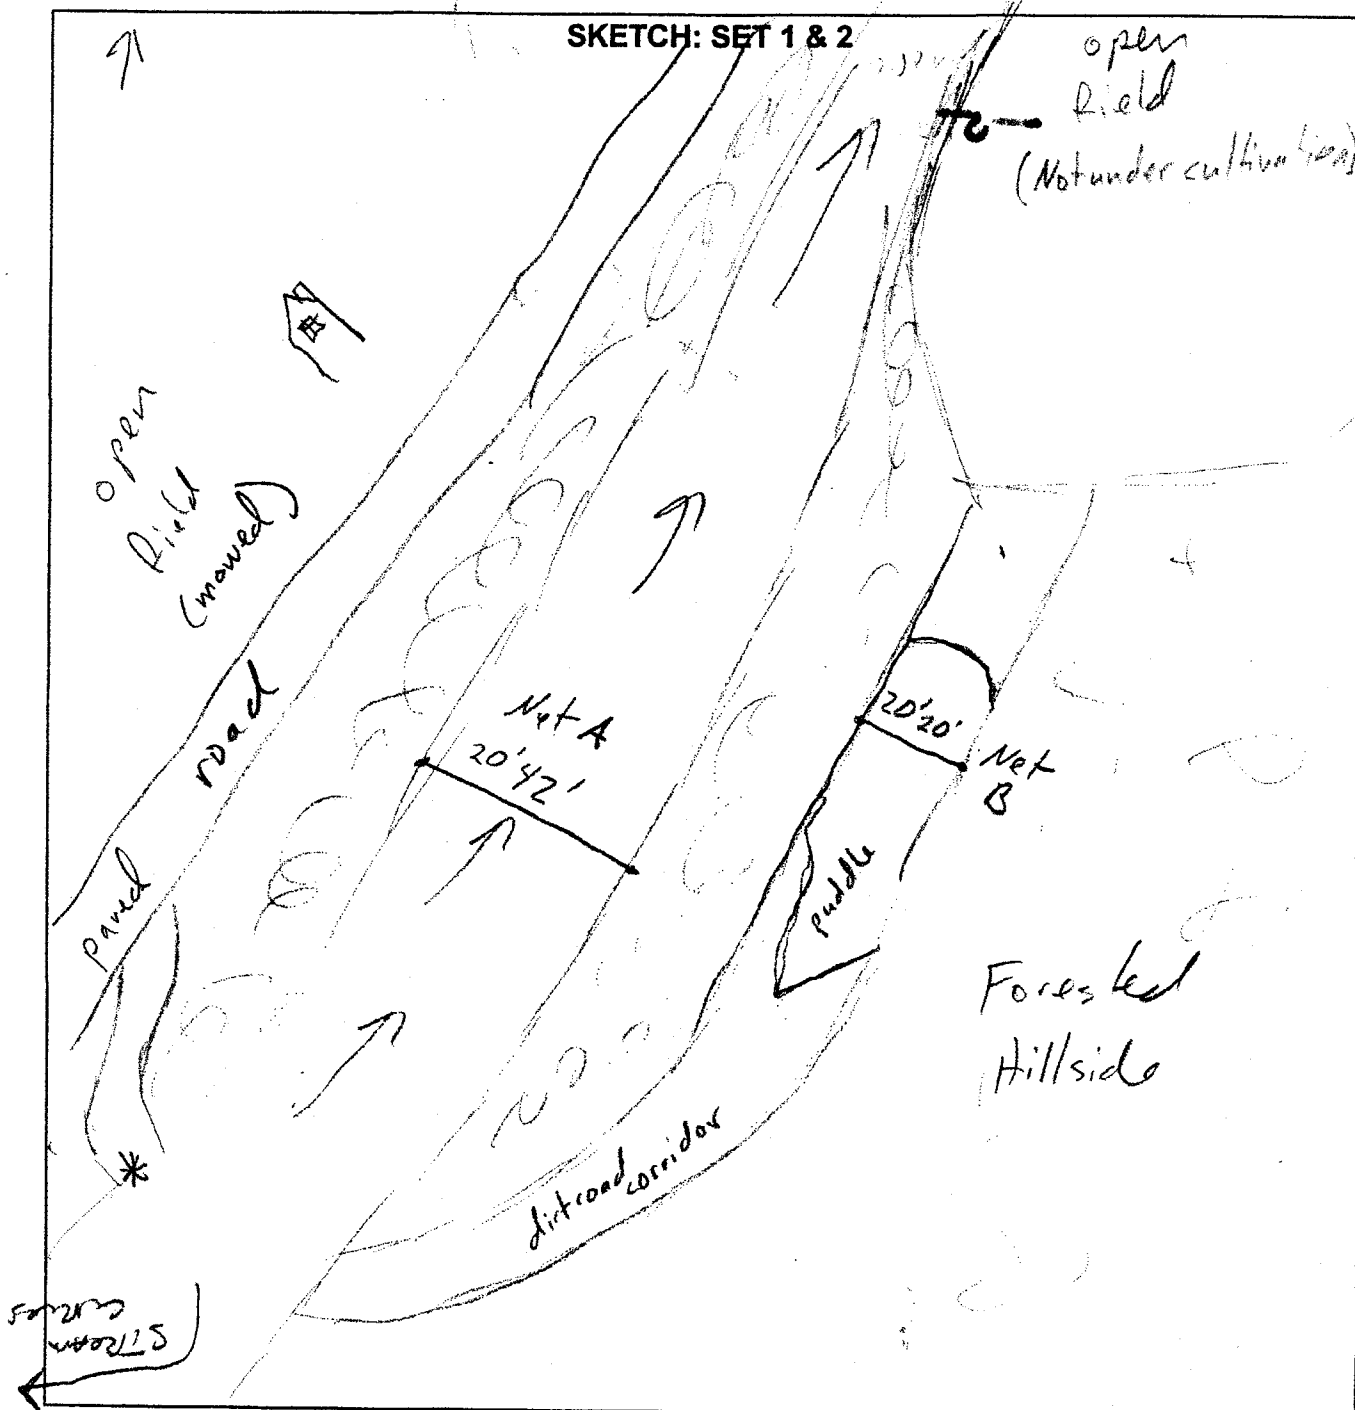 SKETCH: SET 1 & 2
open
field
(Not under cultivation)
open
field
(mowed)
paved road
Net A
20'42'
20'20'
Net
B
puddle
Forested
Hillside
dirt road corridor
STREAM
CURVES